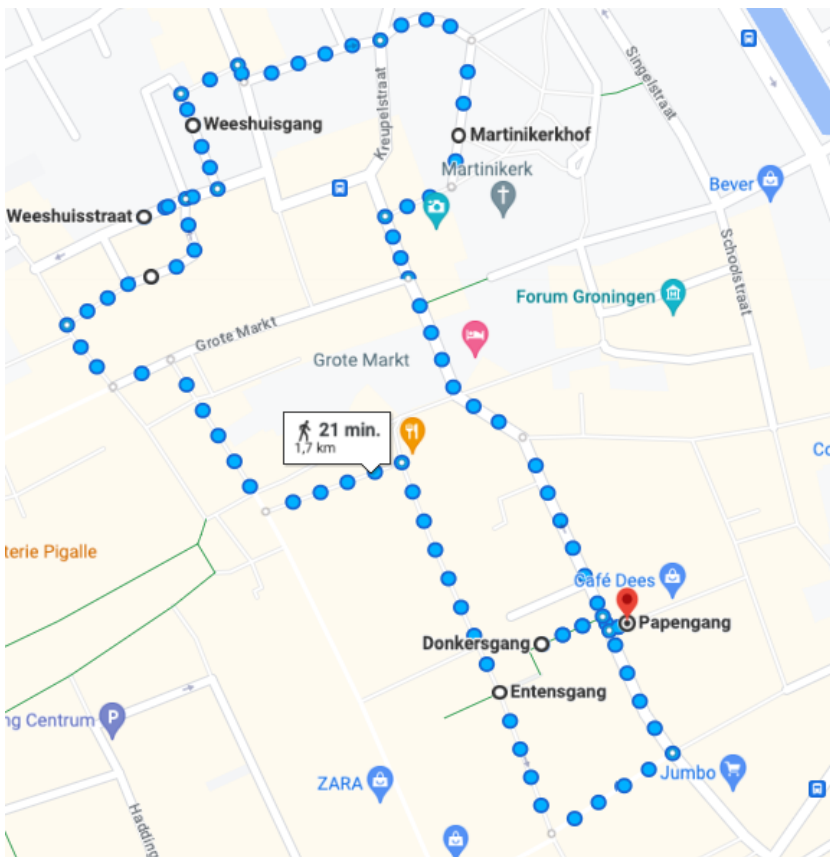 Singelstraat
Kreupelstraat
Weeshuisgang
Martinikerkhof
Martinikerk
Bever
Weeshuisstraat
Schoolstraat
Forum Groningen
Grote Markt
Grote Markt
21 min.
1,7 km
Co
terie Pigalle
Café Dees
Papengang
Donkersgang
Entensgang
ng Centrum
P
Jumbo
ZARA
Hadding